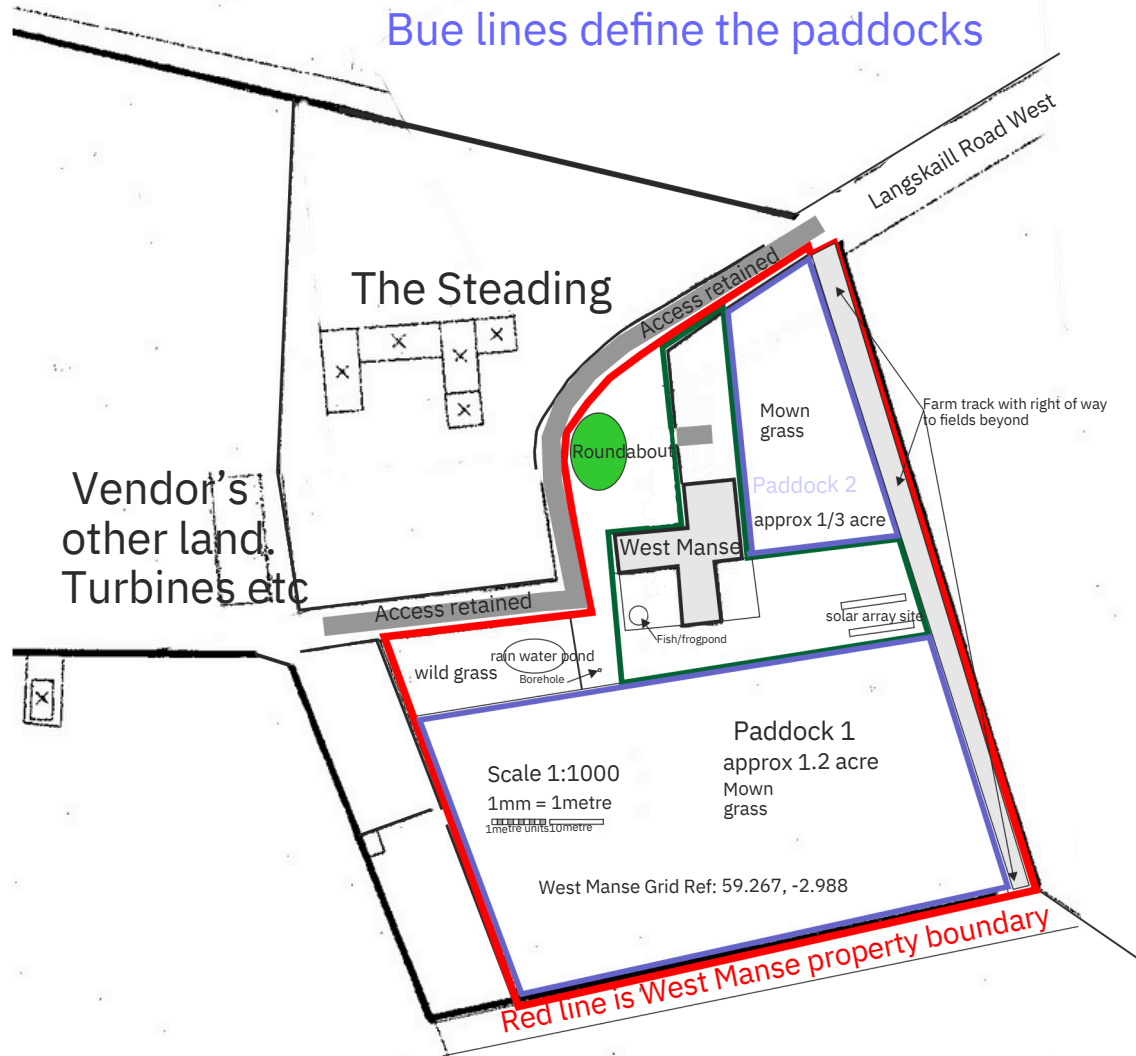 Bue lines define the paddocks
Langskaill Road West
The Steading
Access retained
Farm track with right of way
to fields beyond
Mown
grass
Roundabout
Paddock 2
approx 1/3 acre
Vendor's
other land.
Turbines etc
West Manse
Access retained
solar array site
Fish/frogpond
rain water pond
wild grass
Borehole
Paddock 1
approx 1.2 acre
Mown
grass
Scale 1:1000
1mm = 1metre
1metre units
10metre
West Manse Grid Ref: 59.267, -2.988
Red line is West Manse property boundary